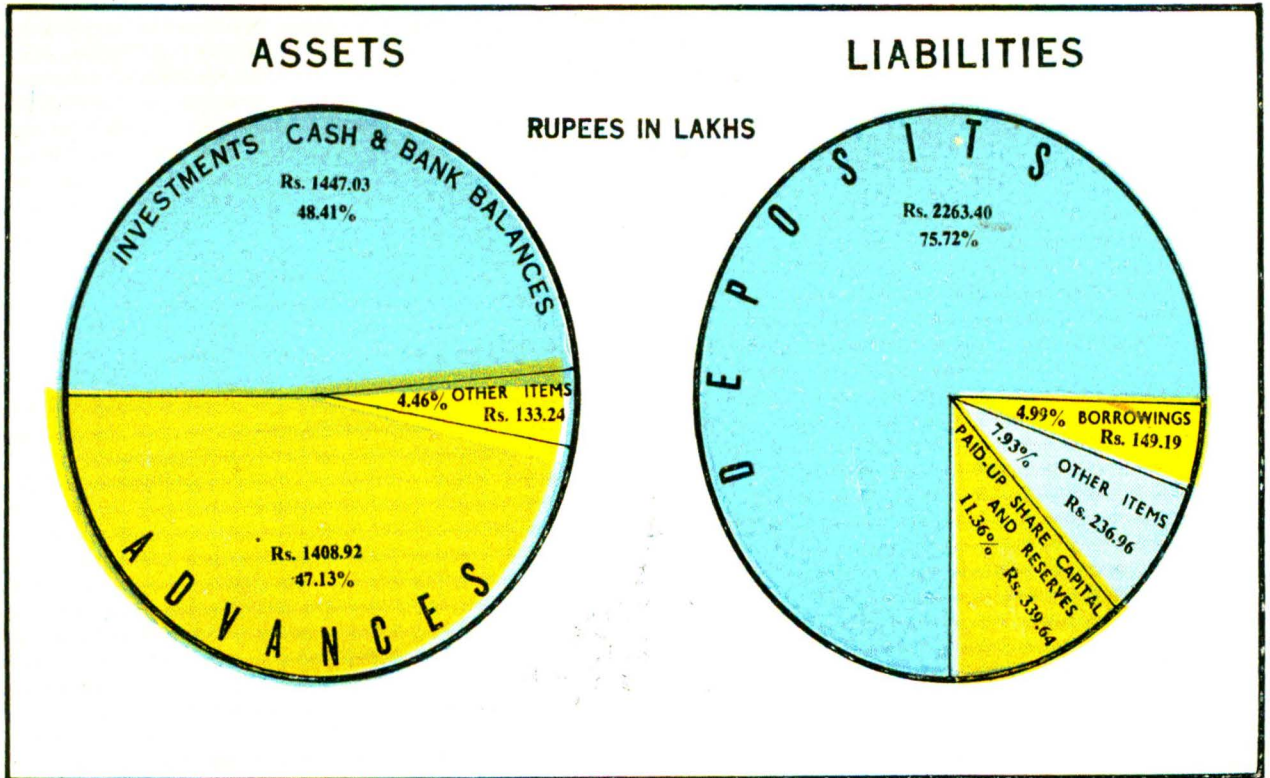 ASSETS
LIABILITIES
RUPEES IN LAKHS
INVESTMENTS CASH & BANK BALANCES
Rs. 1447.03
48.41%
4.46% OTHER ITEMS
Rs. 133.24
Rs. 1408.92
47.13%
ADVANCES
DEPOSITS
Rs. 2263.40
75.72%
4.99% BORROWINGS
Rs. 149.19
7.93% OTHER ITEMS
Rs. 236.96
PAID-UP SHARE CAPITAL
AND RESERVES
11.36% Rs. 339.64